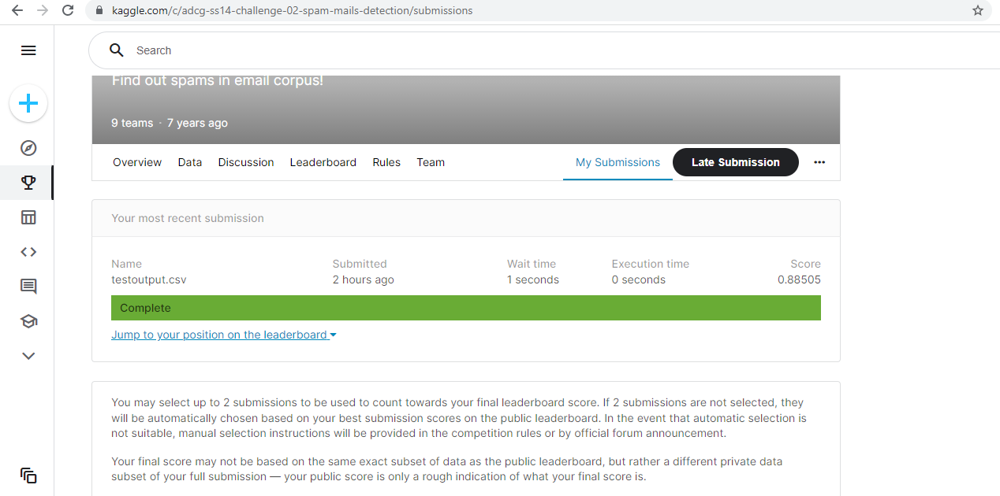 kaggle.com/c/adcg-ss14-challenge-02-spam-mails-detection/submissions
Search
Find out spams in email corpus!
9 teams · 7 years ago
Overview Data Discussion Leaderboard Rules Team My Submissions Late Submission ...
Your most recent submission
Name Submitted Wait time Execution time Score
testoutput.csv 2 hours ago 1 seconds 0 seconds 0.88505
Complete
Jump to your position on the leaderboard
You may select up to 2 submissions to be used to count towards your final leaderboard score. If 2 submissions are not selected, they
will be automatically chosen based on your best submission scores on the public leaderboard. In the event that automatic selection is
not suitable, manual selection instructions will be provided in the competition rules or by official forum announcement.
Your final score may not be based on the same exact subset of data as the public leaderboard, but rather a different private data
subset of your full submission — your public score is only a rough indication of what your final score is.